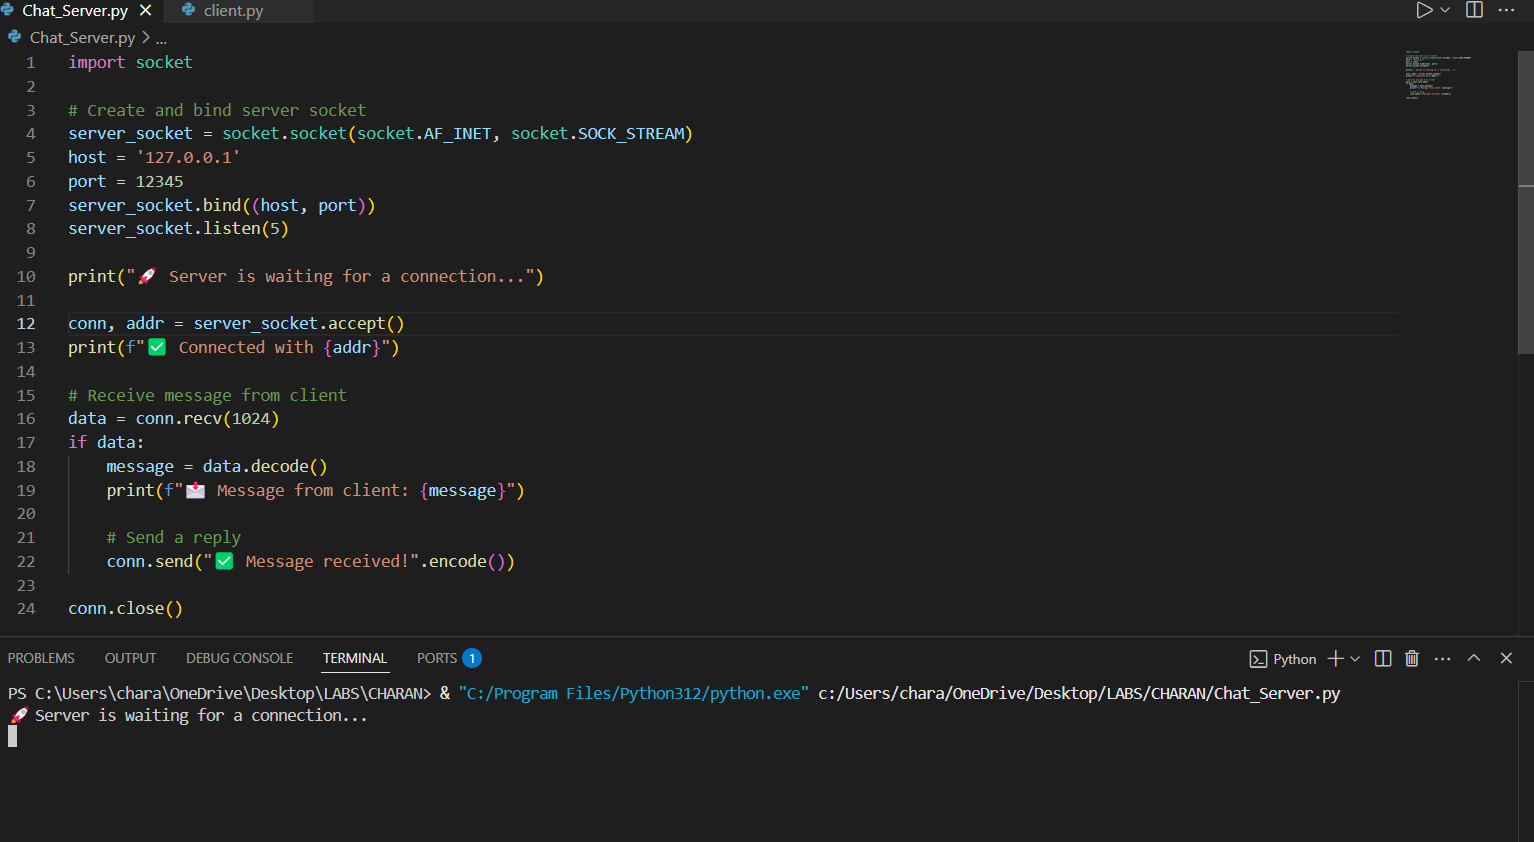 Chat_Server.py
client.py
Chat_Server.py > ...
1 import socket
2
3 # Create and bind server socket
4 server_socket = socket.socket(socket.AF_INET, socket.SOCK_STREAM)
5 host = '127.0.0.1'
6 port = 12345
7 server_socket.bind((host, port))
8 server_socket.listen(5)
9
10 print("🚀 Server is waiting for a connection...")
11
12 conn, addr = server_socket.accept()
13 print(f"✅ Connected with {addr}")
14
15 # Receive message from client
16 data = conn.recv(1024)
17 if data:
18     message = data.decode()
19     print(f"📩 Message from client: {message}")
20
21     # Send a reply
22     conn.send("✅ Message received!".encode())
23
24 conn.close()
PROBLEMS OUTPUT DEBUG CONSOLE TERMINAL PORTS 1 Python
PS C:\Users\chara\OneDrive\Desktop\LABS\CHARAN> & "C:/Program Files/Python312/python.exe" c:/Users/chara/OneDrive/Desktop/LABS/CHARAN/Chat_Server.py
🚀 Server is waiting for a connection...